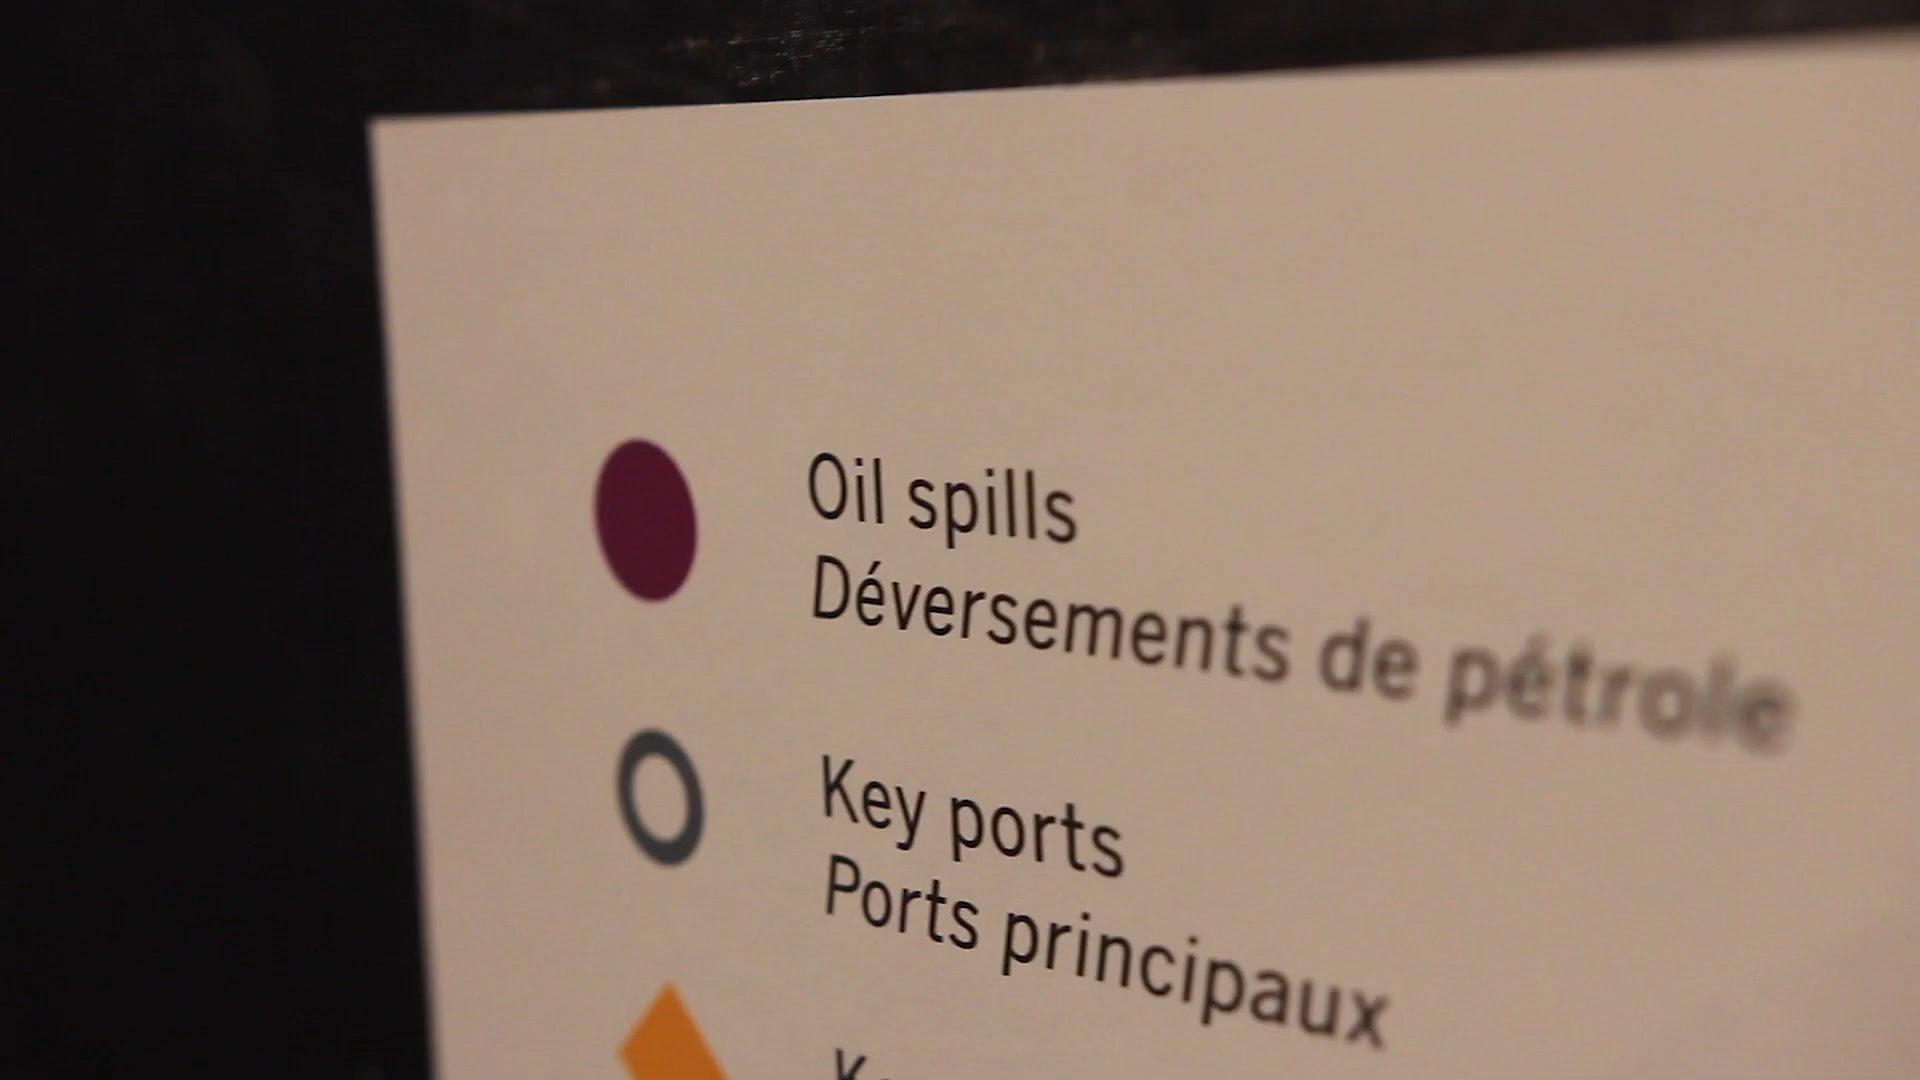 Oil spills
Déversements de pétrole
Key ports
Ports principaux